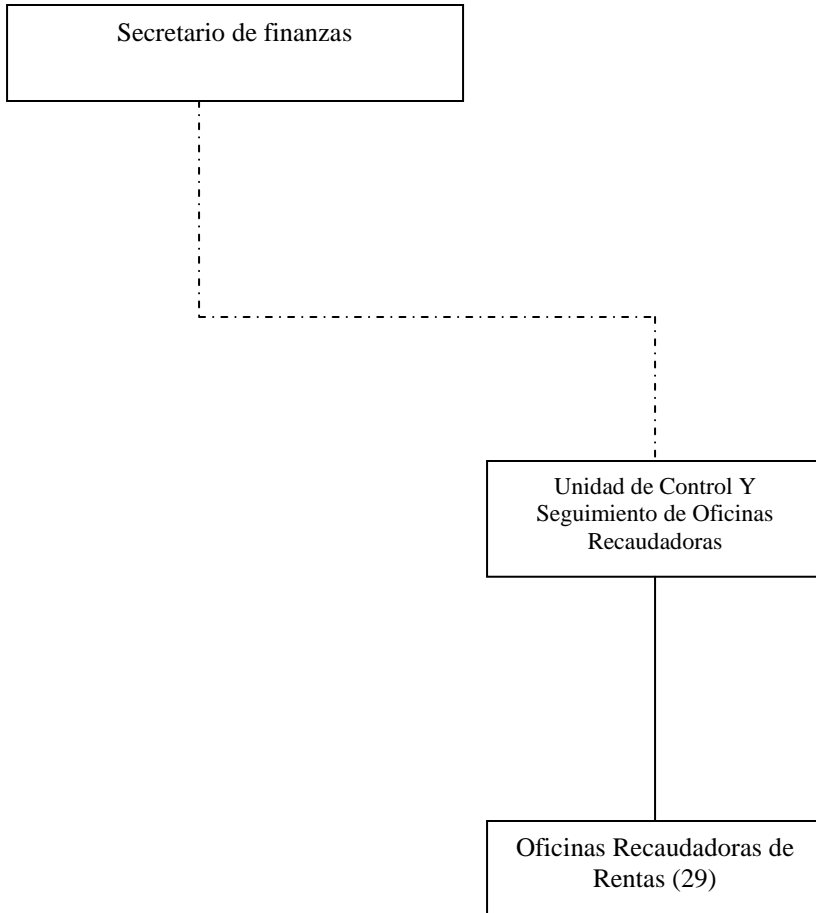 Secretario de finanzas
Unidad de Control Y
Seguimiento de Oficinas
Recaudadoras
Oficinas Recaudadoras de
Rentas (29)